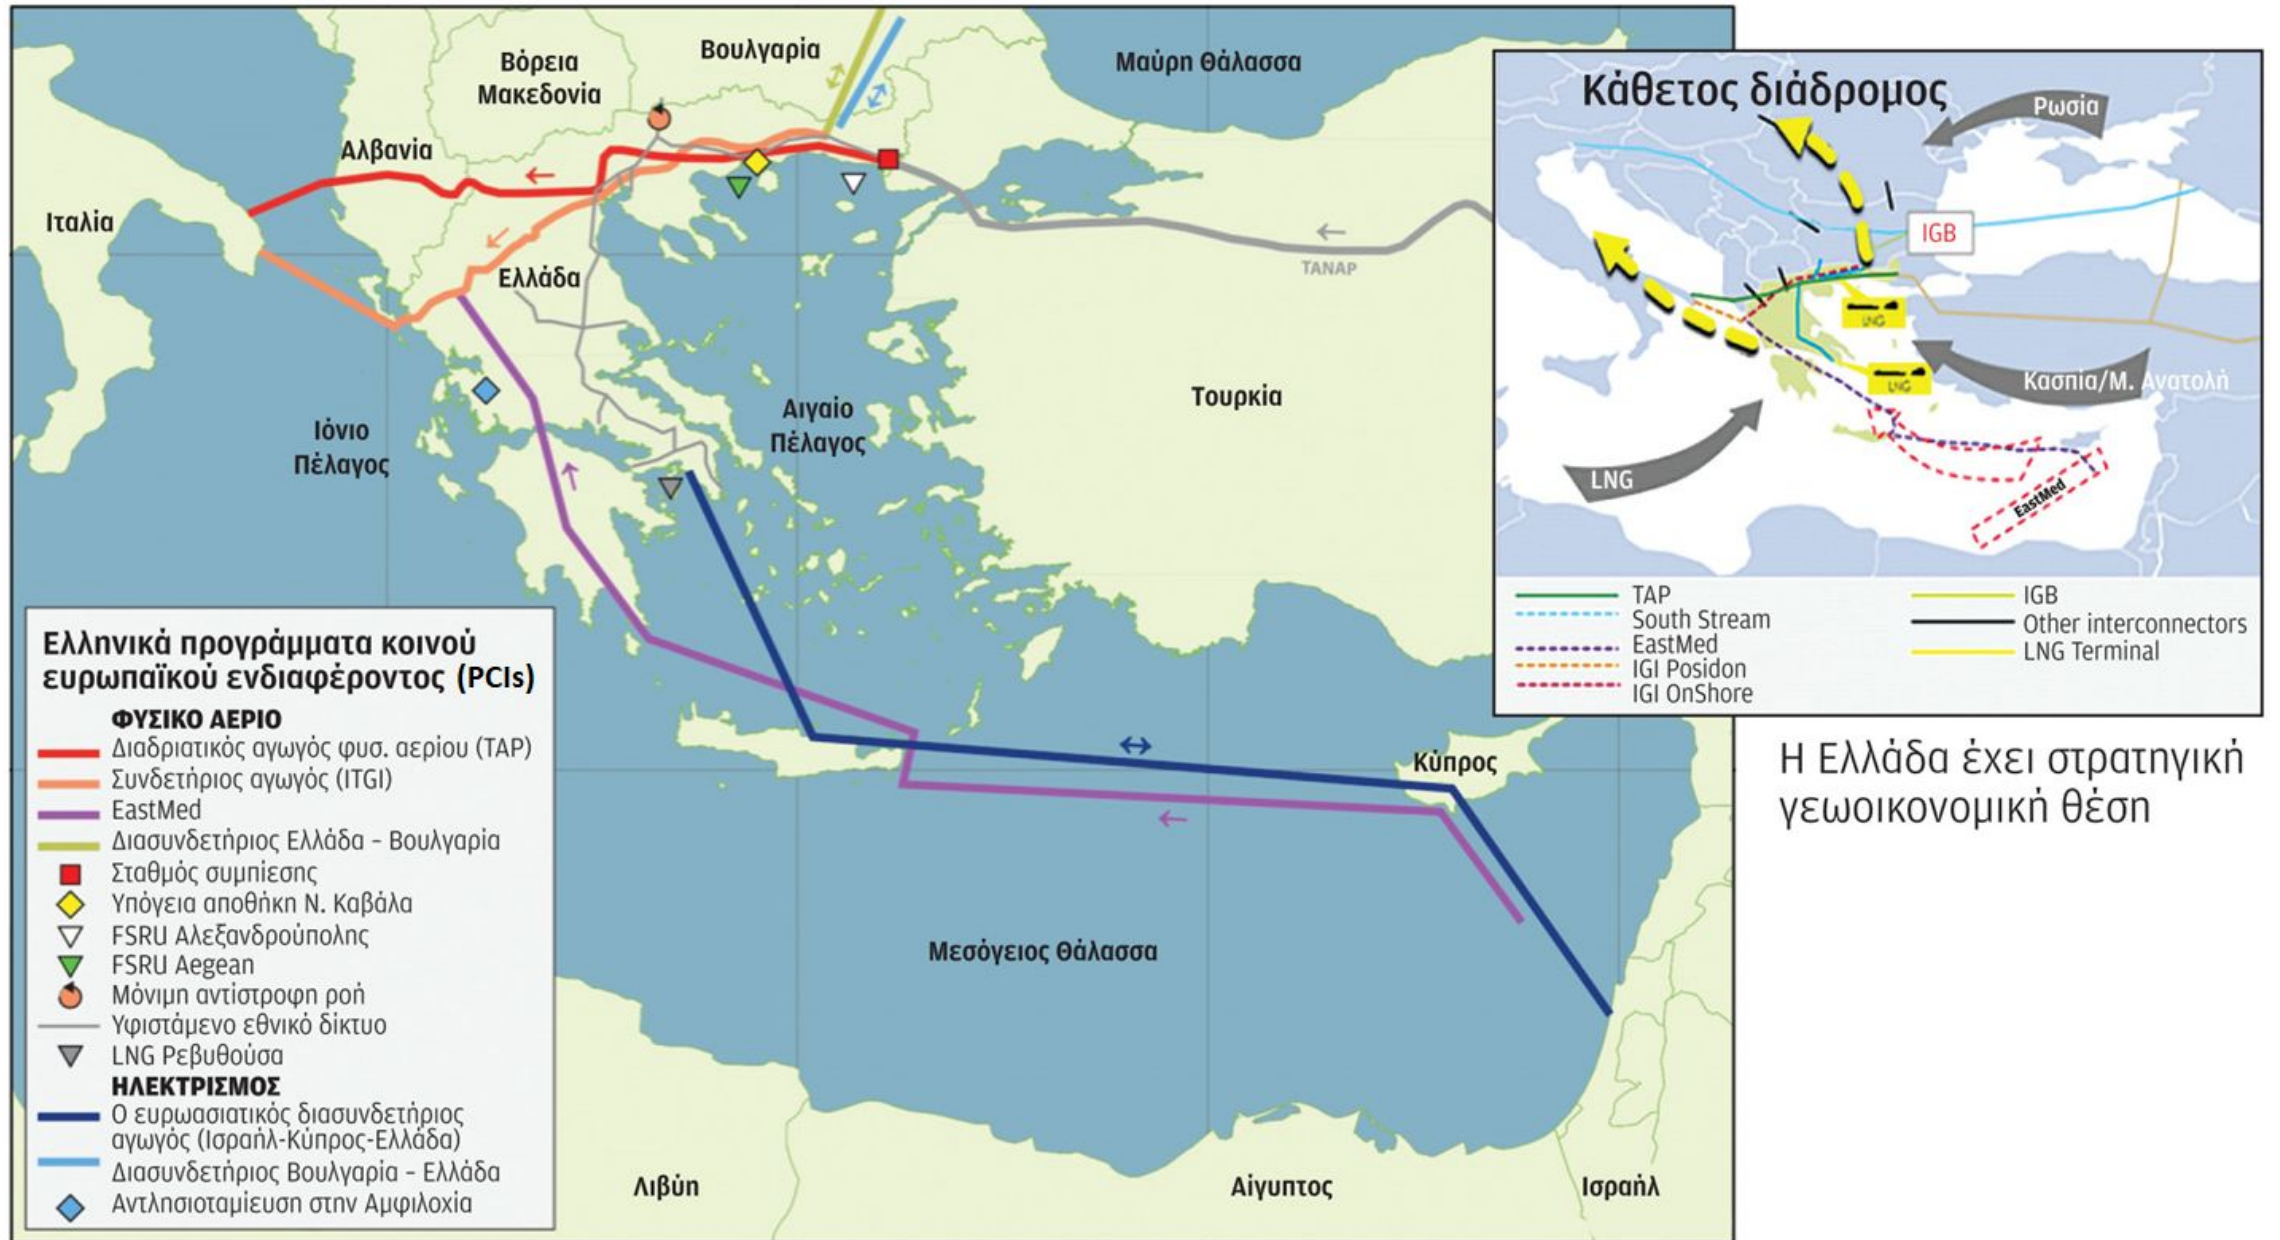 Βόρεια
Μακεδονία
Βουλγαρία
Μαύρη Θάλασσα
Αλβανία
Ιταλία
Ελλάδα
TANAP
Τουρκία
Αιγαίο
Πέλαγος
Ιόνιο
Πέλαγος
Κύπρος
Μεσόγειος Θάλασσα
Λιβύη
Αίγυπτος
Ισραήλ
Ελληνικά προγράμματα κοινού
ευρωπαϊκού ενδιαφέροντος (PCIs)
ΦΥΣΙΚΟ ΑΕΡΙΟ
Διαδριατικός αγωγός φυσ. αερίου (TAP)
Συνδετήριος αγωγός (ITGI)
EastMed
Διασυνδετήριος Ελλάδα - Βουλγαρία
Σταθμός συμπίεσης
Υπόγεια αποθήκη Ν. Καβάλα
FSRU Αλεξανδρούπολης
FSRU Aegean
Μόνιμη αντίστροφη ροή
Υφιστάμενο εθνικό δίκτυο
LNG Ρεβυθούσα
ΗΛΕΚΤΡΙΣΜΟΣ
Ο ευρωασιατικός διασυνδετήριος
αγωγός (Ισραήλ-Κύπρος-Ελλάδα)
Διασυνδετήριος Βουλγαρία - Ελλάδα
Αντλησιοταμίευση στην Αμφιλοχία
Κάθετος διάδρομος
Ρωσία
IGB
LNG
LNG
Κασπία/Μ. Ανατολή
LNG
EastMed
TAP
South Stream
EastMed
IGI Posidon
IGI OnShore
IGB
Other interconnectors
LNG Terminal
Η Ελλάδα έχει στρατηγική
γεωοικονομική θέση